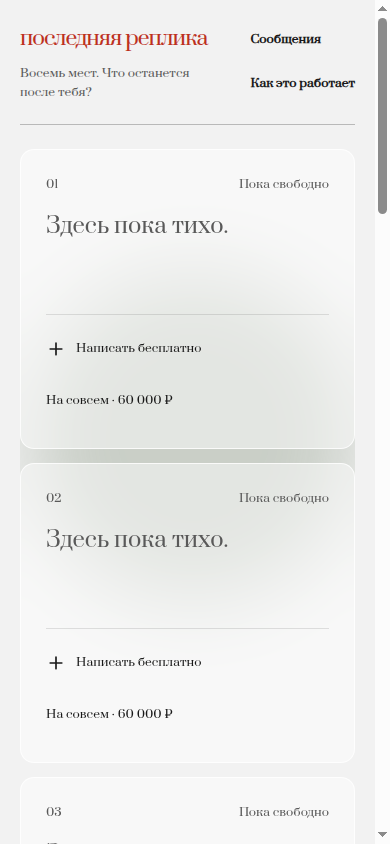 последняя реплика
Сообщения
Восемь мест. Что останется
после тебя?
Как это работает
01
Пока свободно
Здесь пока тихо.
Написать бесплатно
На совсем · 60 000 ₽
02
Пока свободно
Здесь пока тихо.
Написать бесплатно
На совсем · 60 000 ₽
03
Пока свободно